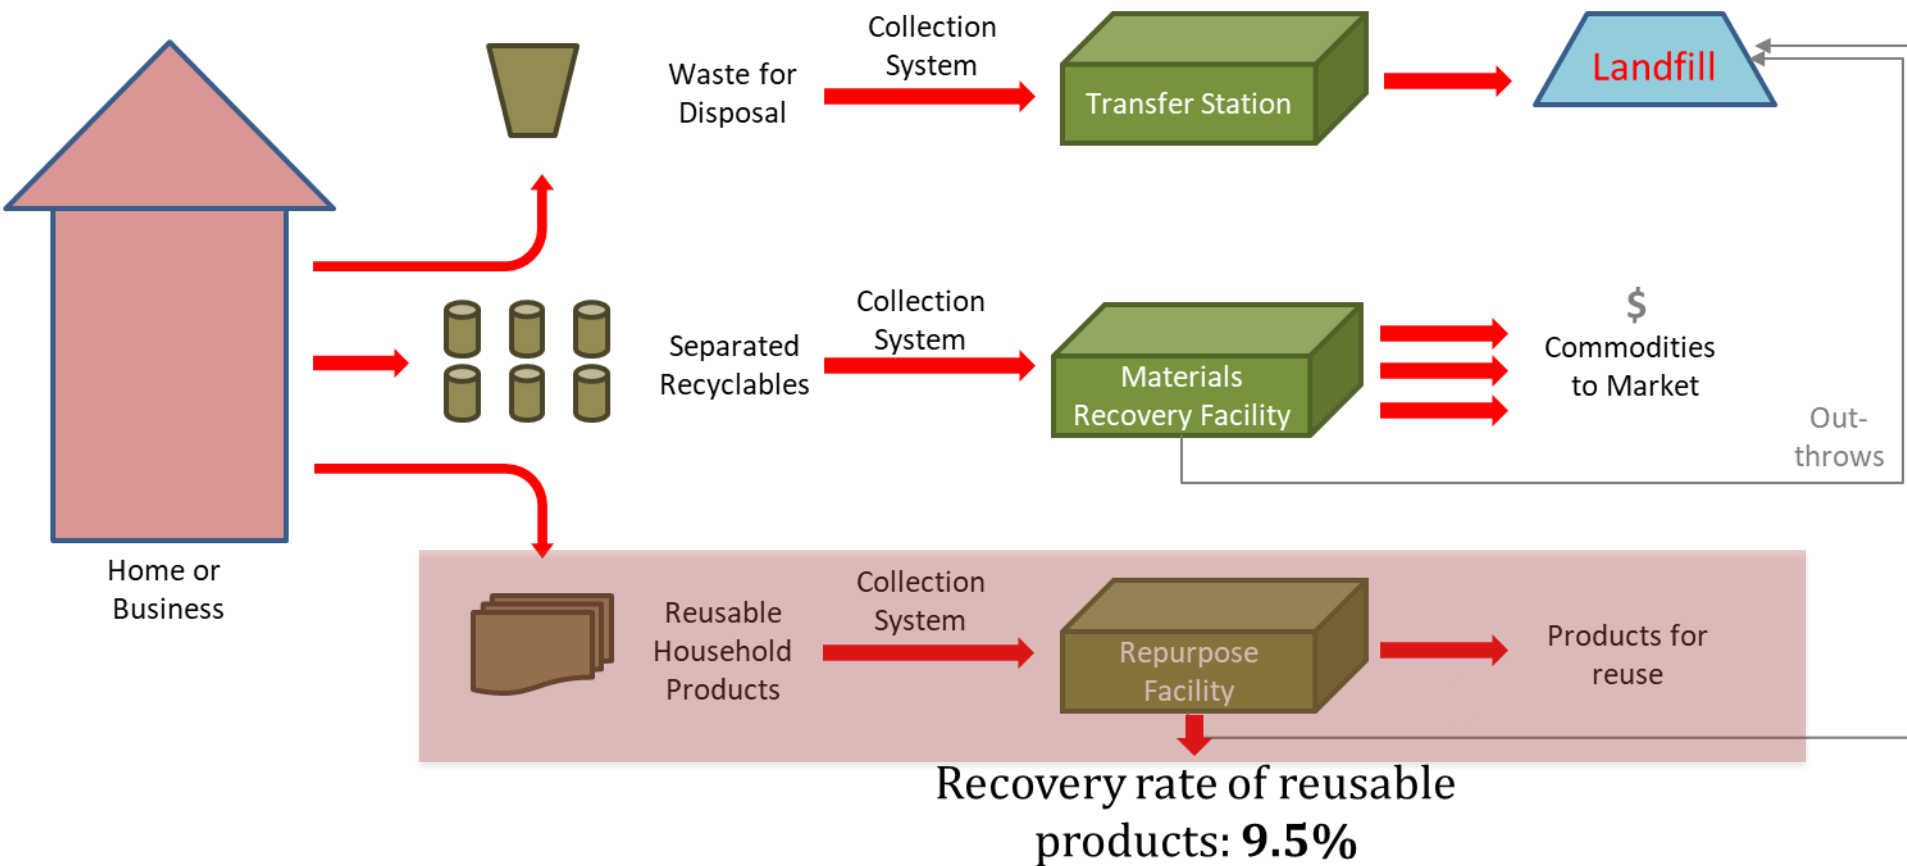 Collection
System
Waste for
Disposal
Transfer Station
Landfill
Collection
System
Separated
Recyclables
Materials
Recovery Facility
$
Commodities
to Market
Out-
throws
Home or
Business
Collection
System
Reusable
Household
Products
Repurpose
Facility
Products for
reuse
Recovery rate of reusable
products: 9.5%